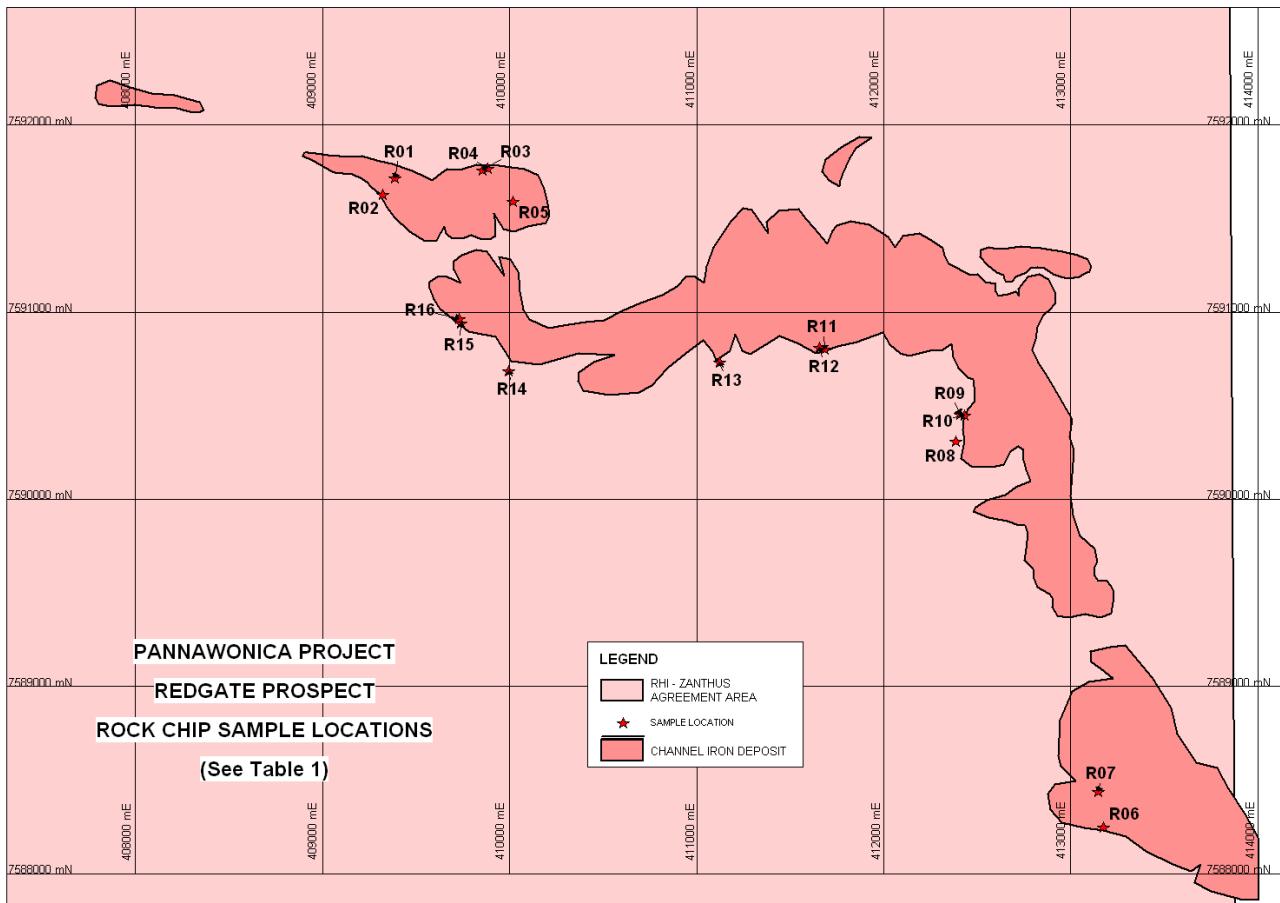 408000 mE
409000 mE
410000 mE
411000 mE
412000 mE
413000 mE
414000 mE
7592000 mN
7592000 mN
R01
R04
R03
R02
R05
7591000 mN
7591000 mN
R16
R15
R14
R13
R11
R12
R09
R10
R08
7590000 mN
7590000 mN
PANNAWONICA PROJECT
REDGATE PROSPECT
ROCK CHIP SAMPLE LOCATIONS
(See Table 1)
LEGEND
RHI - ZANTHUS
AGREEMENT AREA
SAMPLE LOCATION
CHANNEL IRON DEPOSIT
7589000 mN
7589000 mN
R07
R06
408000 mE
409000 mE
410000 mE
411000 mE
412000 mE
413000 mE
414000 mE
7588000 mN
7588000 mN